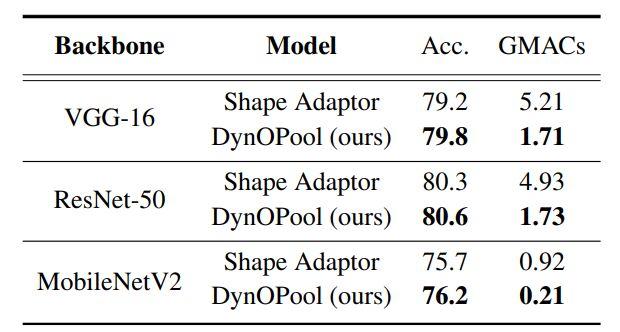 Backbone Model Acc. GMACs
VGG-16 Shape Adaptor 79.2 5.21
DynOPool (ours) 79.8 1.71
ResNet-50 Shape Adaptor 80.3 4.93
DynOPool (ours) 80.6 1.73
MobileNetV2 Shape Adaptor 75.7 0.92
DynOPool (ours) 76.2 0.21